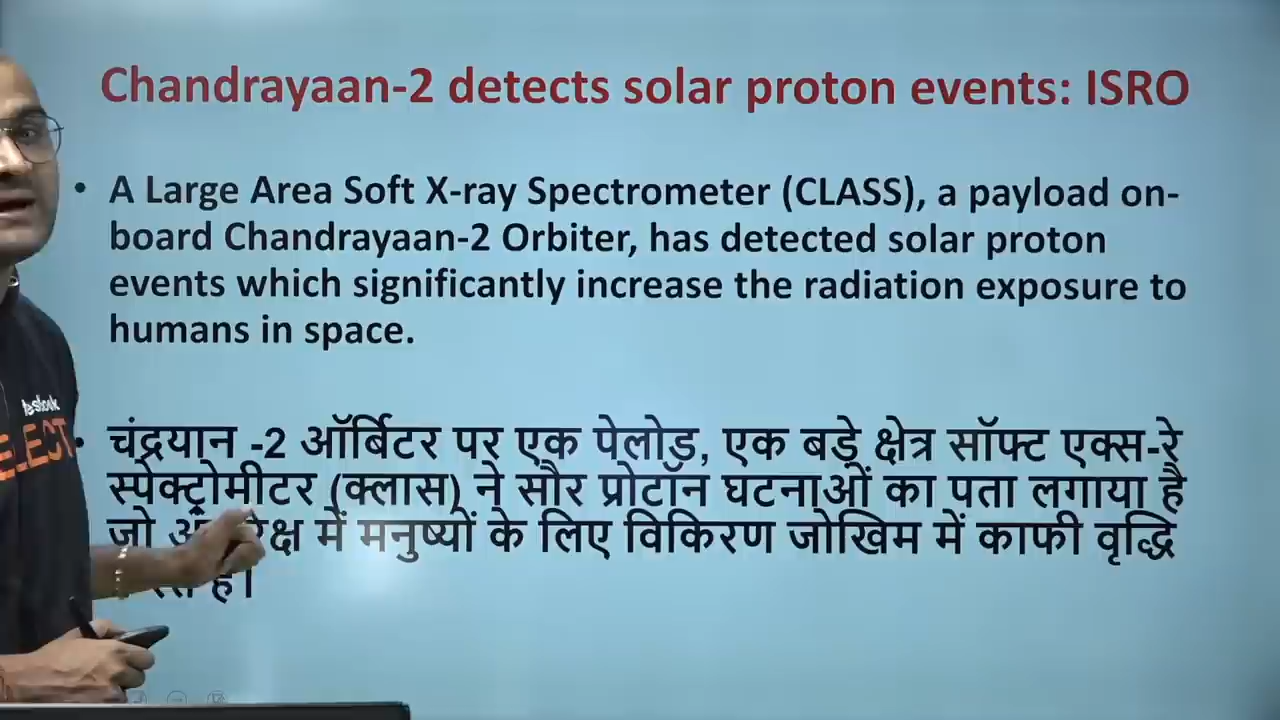 Chandrayaan-2 detects solar proton events: ISRO
• A Large Area Soft X-ray Spectrometer (CLASS), a payload on-
board Chandrayaan-2 Orbiter, has detected solar proton
events which significantly increase the radiation exposure to
humans in space.
• चंद्रयान -2 ऑर्बिटर पर एक पेलोड, एक बड़े क्षेत्र सॉफ्ट एक्स-रे
स्पेक्ट्रोमीटर (क्लास) ने सौर प्रोटॉन घटनाओं का पता लगाया है
जो में मनुष्यों के लिए विकिरण जोखिम में काफी वृद्धि
है।